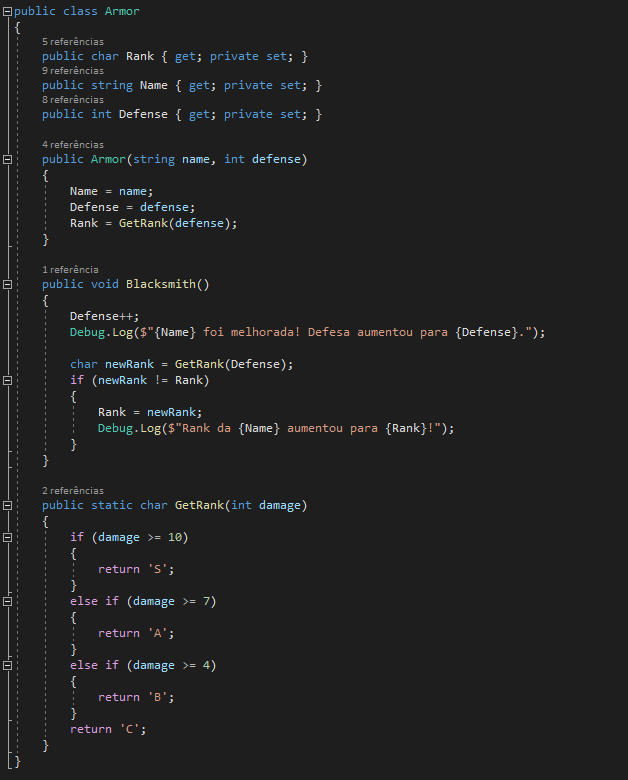 public class Armor
{
5 referências
public char Rank { get; private set; }
9 referências
public string Name { get; private set; }
8 referências
public int Defense { get; private set; }
4 referências
public Armor(string name, int defense)
{
Name = name;
Defense = defense;
Rank = GetRank(defense);
}
1 referência
public void Blacksmith()
{
Defense++;
Debug.Log($"{Name} foi melhorada! Defesa aumentou para {Defense}.");
char newRank = GetRank(Defense);
if (newRank != Rank)
{
Rank = newRank;
Debug.Log($"Rank da {Name} aumentou para {Rank}!");
}
}
2 referências
public static char GetRank(int damage)
{
if (damage >= 10)
{
return 'S';
}
else if (damage >= 7)
{
return 'A';
}
else if (damage >= 4)
{
return 'B';
}
return 'C';
}
}